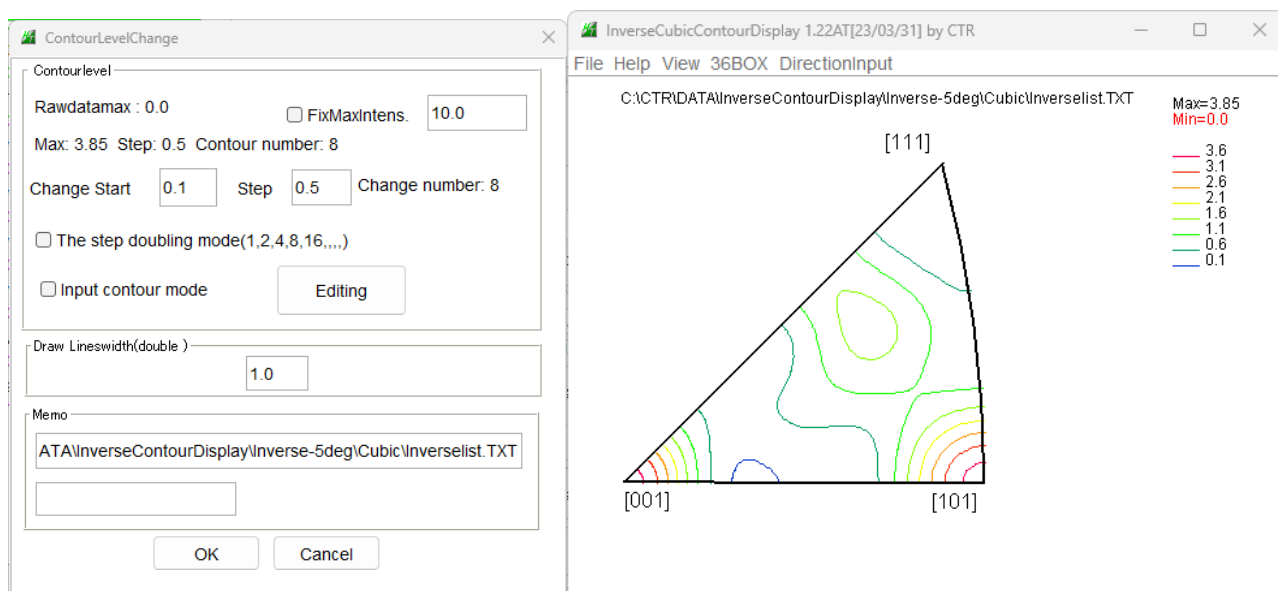 ContourLevelChange
Contourlevel
Rawdatamax : 0.0
FixMaxIntens.
10.0
Max: 3.85 Step: 0.5 Contour number: 8
Change Start
0.1
Step
0.5
Change number: 8
The step doubling mode(1,2,4,8,16,,,,)
Input contour mode
Editing
Draw Lineswidth(double )
1.0
Memo
ATA\InverseContourDisplay\Inverse-5deg\Cubic\Inverselist.TXT
OK
Cancel
InverseCubicContourDisplay 1.22AT[23/03/31] by CTR
File Help View 36BOX DirectionInput
C:\CTR\DATA\InverseContourDisplay\Inverse-5deg\Cubic\Inverselist.TXT
Max=3.85
Min=0.0
3.6
3.1
2.6
2.1
1.6
1.1
0.6
0.1
[111]
[001]
[101]